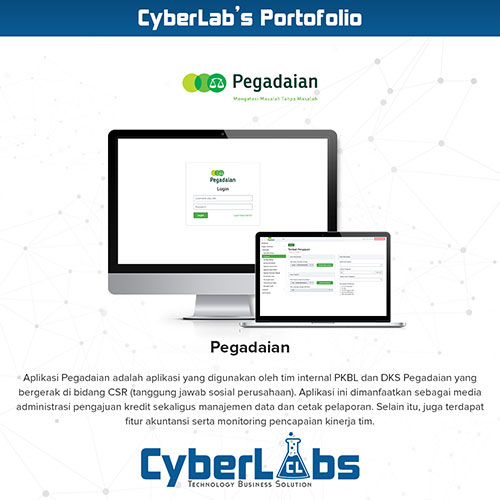 CyberLab's Portofolio
Pegadaian
Mengatasi Masalah Tanpa Masalah
Pegadaian
Login
Login
Pegadaian
Aplikasi Pegadaian adalah aplikasi yang digunakan oleh tim internal PKBL dan DKS Pegadaian yang
bergerak di bidang CSR (tanggung jawab sosial perusahaan). Aplikasi ini dimanfaatkan sebagai media
administrasi pengajuan kredit sekaligus manajemen data dan cetak pelaporan. Selain itu, juga terdapat
fitur akuntansi serta monitoring pencapaian kinerja tim.
CyberLabs
CL
Technology Business Solution